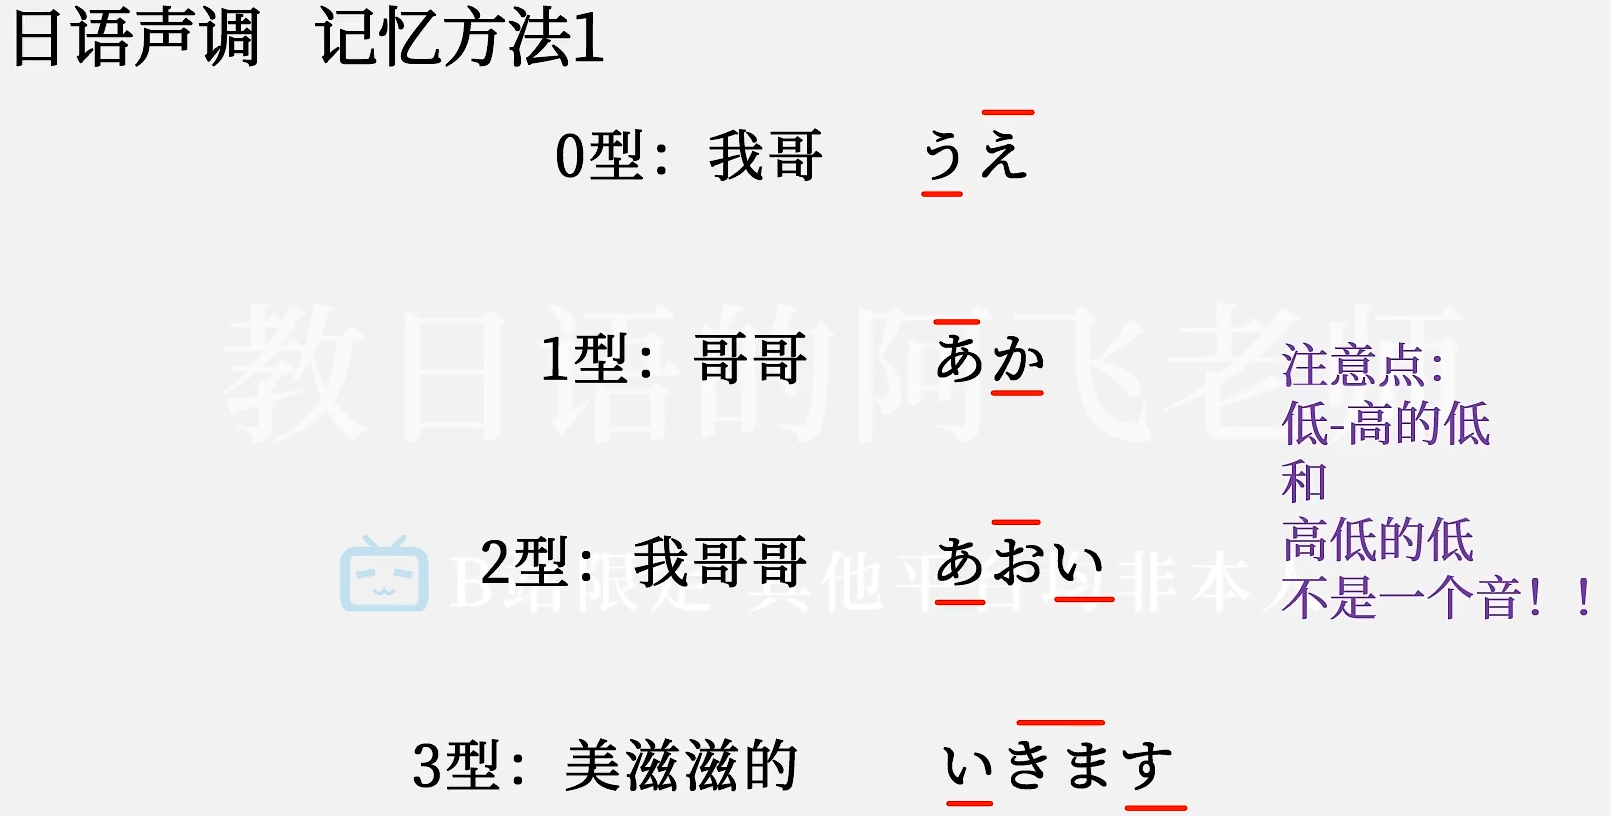 日语声调 记忆方法1
0型：我哥 うえ
1型：哥哥 あか
2型：我哥哥 あおい
3型：美滋滋的 いきます
注意点：
低-高的低
和
高低的低
不是一个音！！
教日语的阿飞老师
B站限定 其他平台均非本人